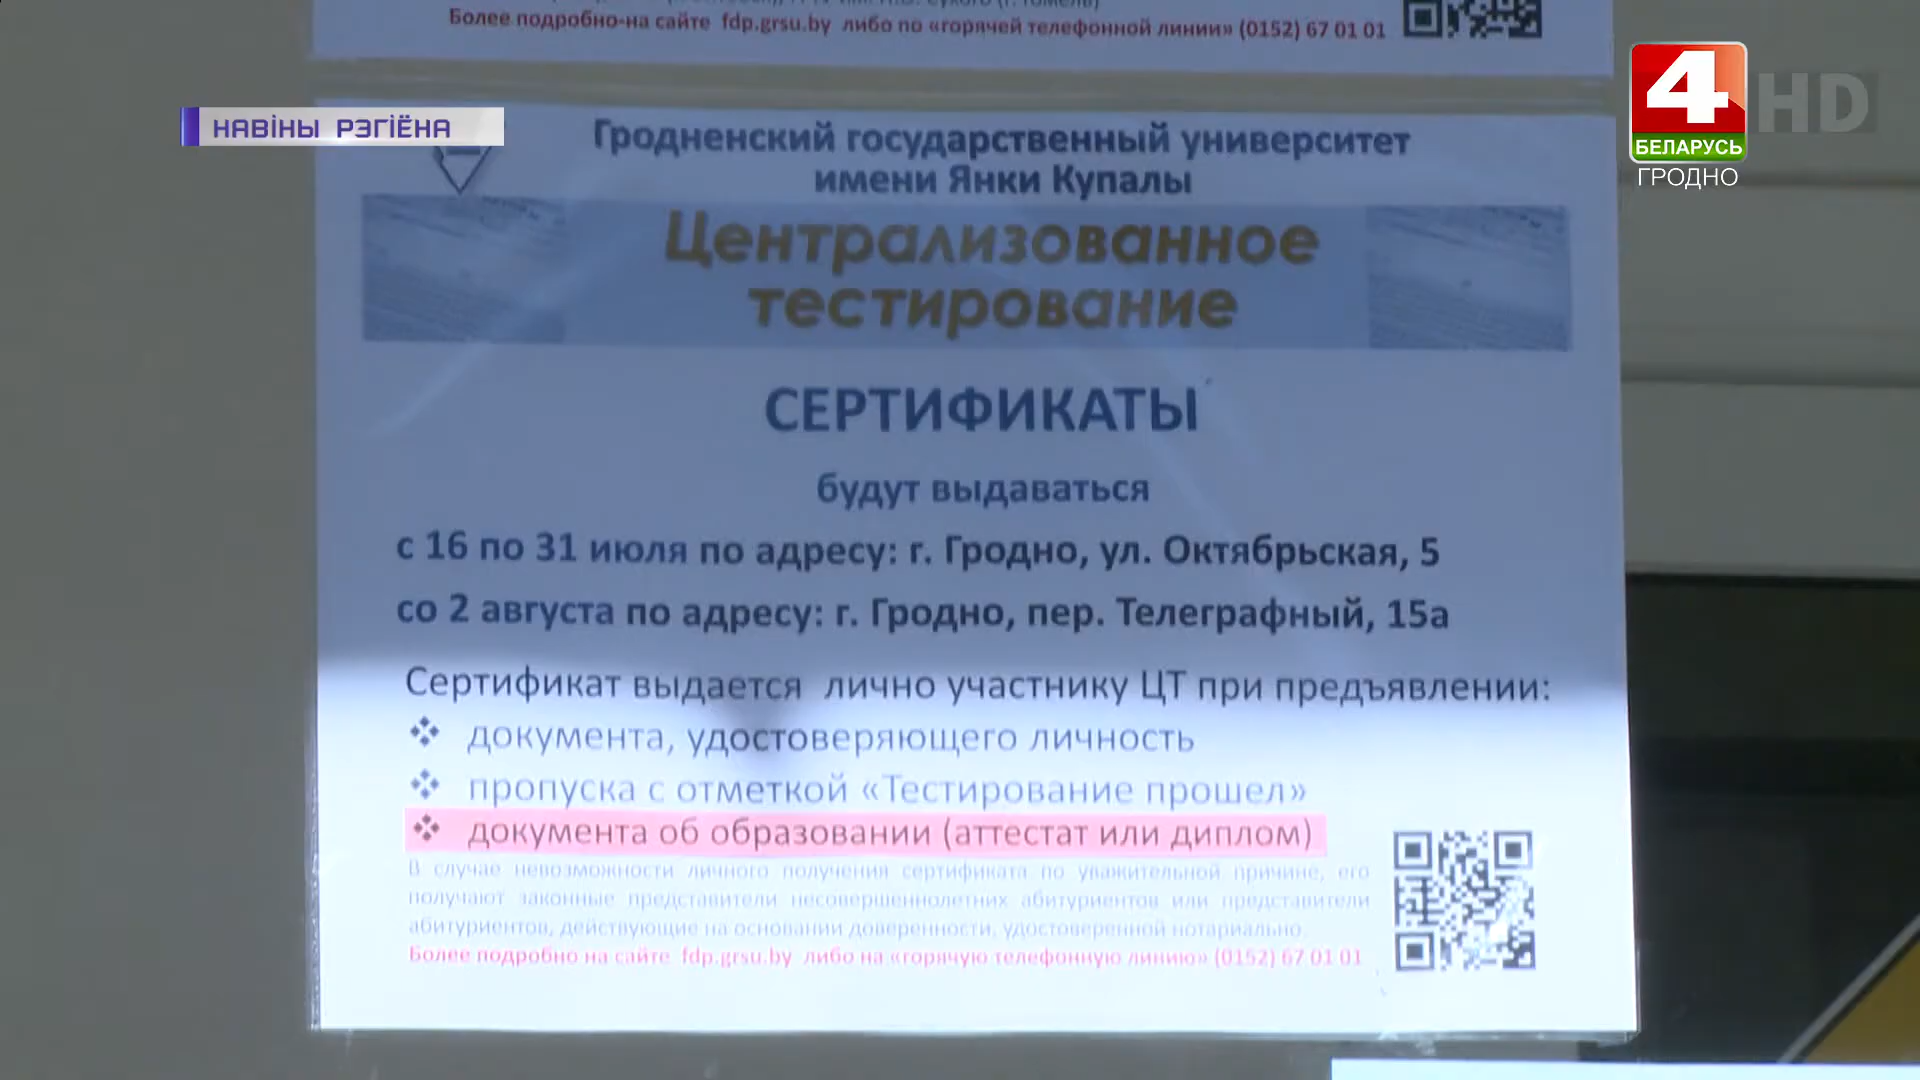 Более подробно-на сайте fdp.grsu.by либо по «горячей телефонной линии» (0152) 67 01 01
НАВІНЫ РЭГІЁНА
4 HD
БЕЛАРУСЬ
ГРОДНО
Гродненский государственный университет
имени Янки Купалы
Централизованное
тестирование
СЕРТИФИКАТЫ
будут выдаваться
с 16 по 31 июля по адресу: г. Гродно, ул. Октябрьская, 5
со 2 августа по адресу: г. Гродно, пер. Телеграфный, 15а
Сертификат выдается лично участнику ЦТ при предъявлении:
❖ документа, удостоверяющего личность
❖ пропуска с отметкой «Тестирование прошел»
❖ документа об образовании (аттестат или диплом)
В случае невозможности личного получения сертификата по уважительной причине, его
получают законные представители несовершеннолетних абитуриентов или представители
абитуриентов, действующие на основании доверенности, удостоверенной нотариально.
Более подробно на сайте fdp.grsu.by либо на «горячую телефонную линию» (0152) 67 01 01